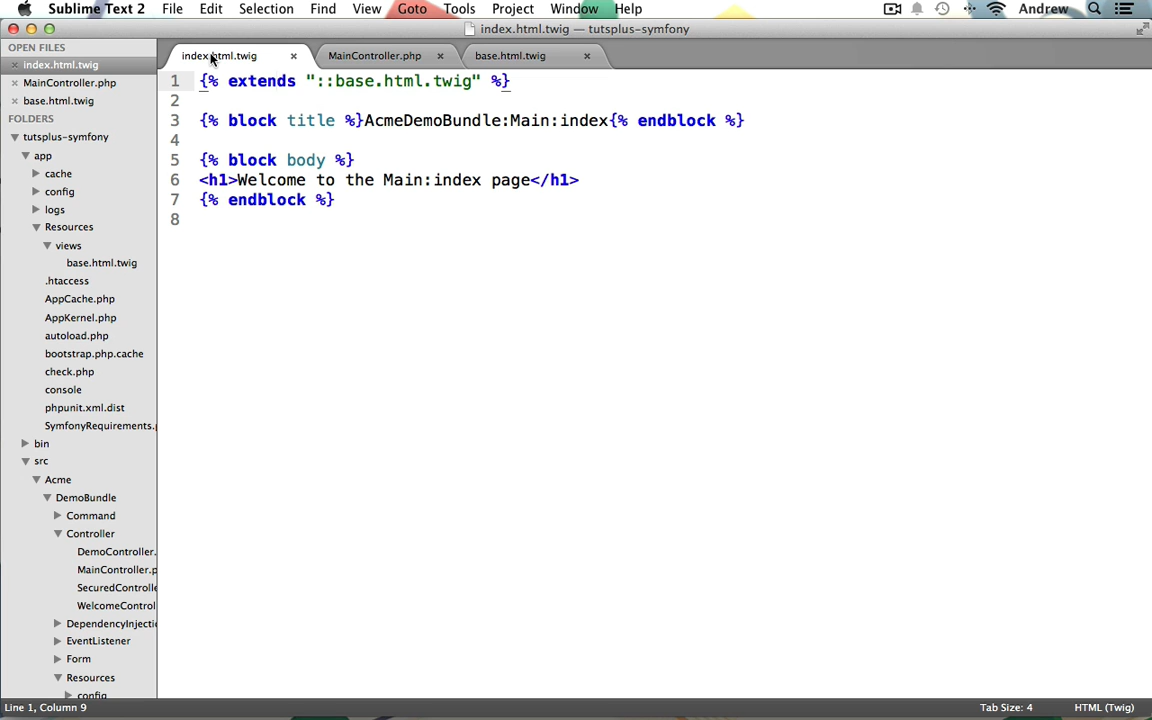 Sublime Text 2 File Edit Selection Find View Goto Tools Project Window Help Andrew
index.html.twig — tutsplus-symfony
OPEN FILES
index.html.twig
MainController.php
base.html.twig
FOLDERS
tutsplus-symfony
app
cache
config
logs
Resources
views
base.html.twig
.htaccess
AppCache.php
AppKernel.php
autoload.php
bootstrap.php.cache
check.php
console
phpunit.xml.dist
SymfonyRequirements.p
bin
src
Acme
DemoBundle
Command
Controller
DemoController.
MainController.p
SecuredControlle
WelcomeControl
DependencyInjectio
EventListener
Form
Resources
config
index.html.twig MainController.php base.html.twig
1 {% extends "::base.html.twig" %}
2
3 {% block title %}AcmeDemoBundle:Main:index{% endblock %}
4
5 {% block body %}
6 <h1>Welcome to the Main:index page</h1>
7 {% endblock %}
8
Line 1, Column 9 Tab Size: 4 HTML (Twig)